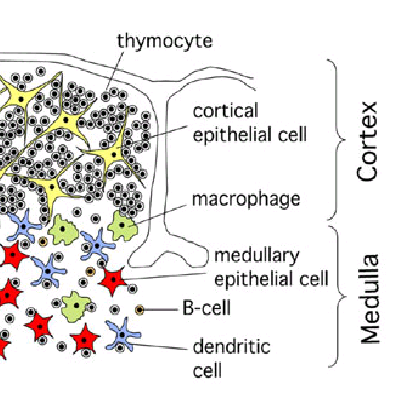 thymocyte
cortical
epithelial cell
macrophage
medullary
epithelial cell
B-cell
dendritic
cell
Cortex
Medulla